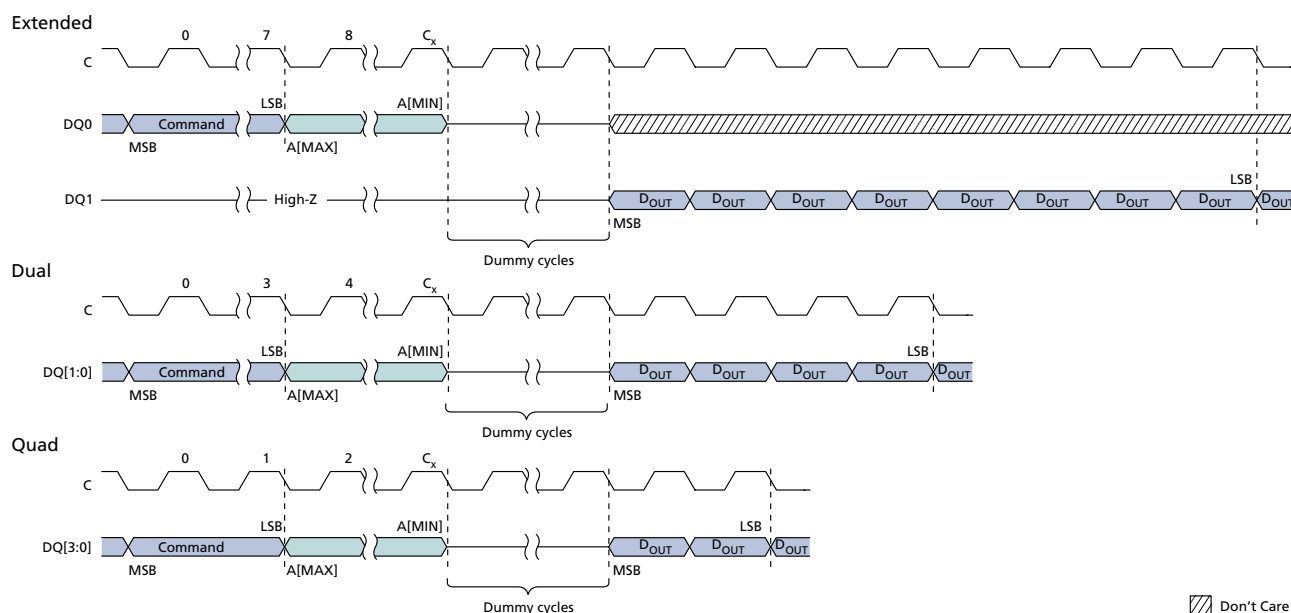 Extended
0 7 8 Cx
C
LSB A[MIN]
DQ0 Command
MSB A[MAX]
LSB
DQ1 High-Z DOUT DOUT DOUT DOUT DOUT DOUT DOUT DOUT DOUT
MSB
Dummy cycles
Dual
0 3 4 Cx
C
LSB A[MIN] LSB
DQ[1:0] Command DOUT DOUT DOUT DOUT DOUT
MSB A[MAX] MSB
Dummy cycles
Quad
0 1 2 Cx
C
LSB A[MIN] LSB
DQ[3:0] Command DOUT DOUT DOUT
MSB A[MAX] MSB
Dummy cycles
Don't Care